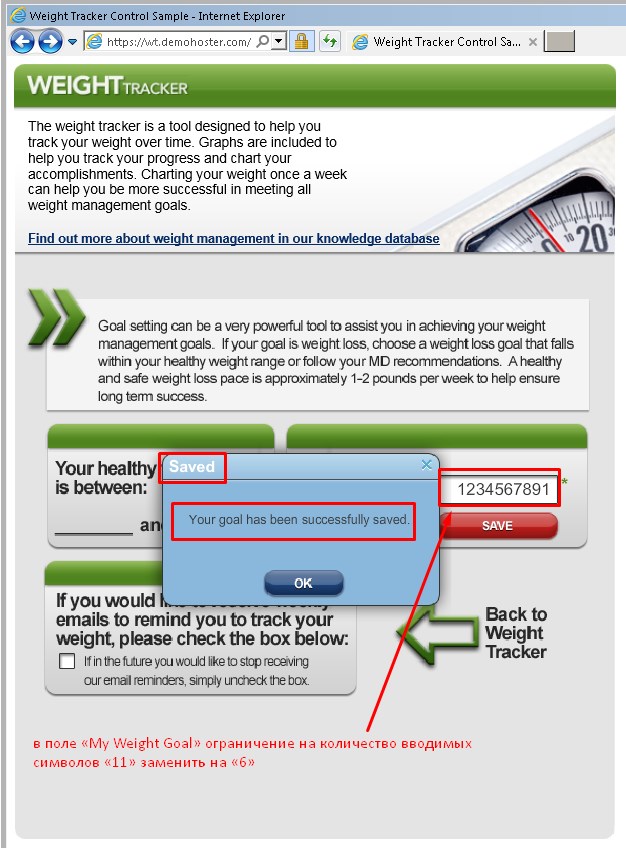 Weight Tracker Control Sample - Internet Explorer
https://wt.demohoster.com/
Weight Tracker Control Sa...
WEIGHTTRACKER
The weight tracker is a tool designed to help you
track your weight over time. Graphs are included to
help you track your progress and chart your
accomplishments. Charting your weight once a week
can help you be more successful in meeting all
weight management goals.
Find out more about weight management in our knowledge database
10
20
Goal setting can be a very powerful tool to assist you in achieving your weight
management goals. If your goal is weight loss, choose a weight loss goal that falls
within your healthy weight range or follow your MD recommendations. A healthy
and safe weight loss pace is approximately 1-2 pounds per week to help ensure
long term success.
Your healthy
is between:
and
Saved
Your goal has been successfully saved.
OK
1234567891 *
SAVE
If you would
emails to remind you to track your
weight, please check the box below:
If in the future you would like to stop receiving
our email reminders, simply uncheck the box.
Back to
Weight
Tracker
в поле «My Weight Goal» ограничение на количество вводимых
символов «11» заменить на «6»